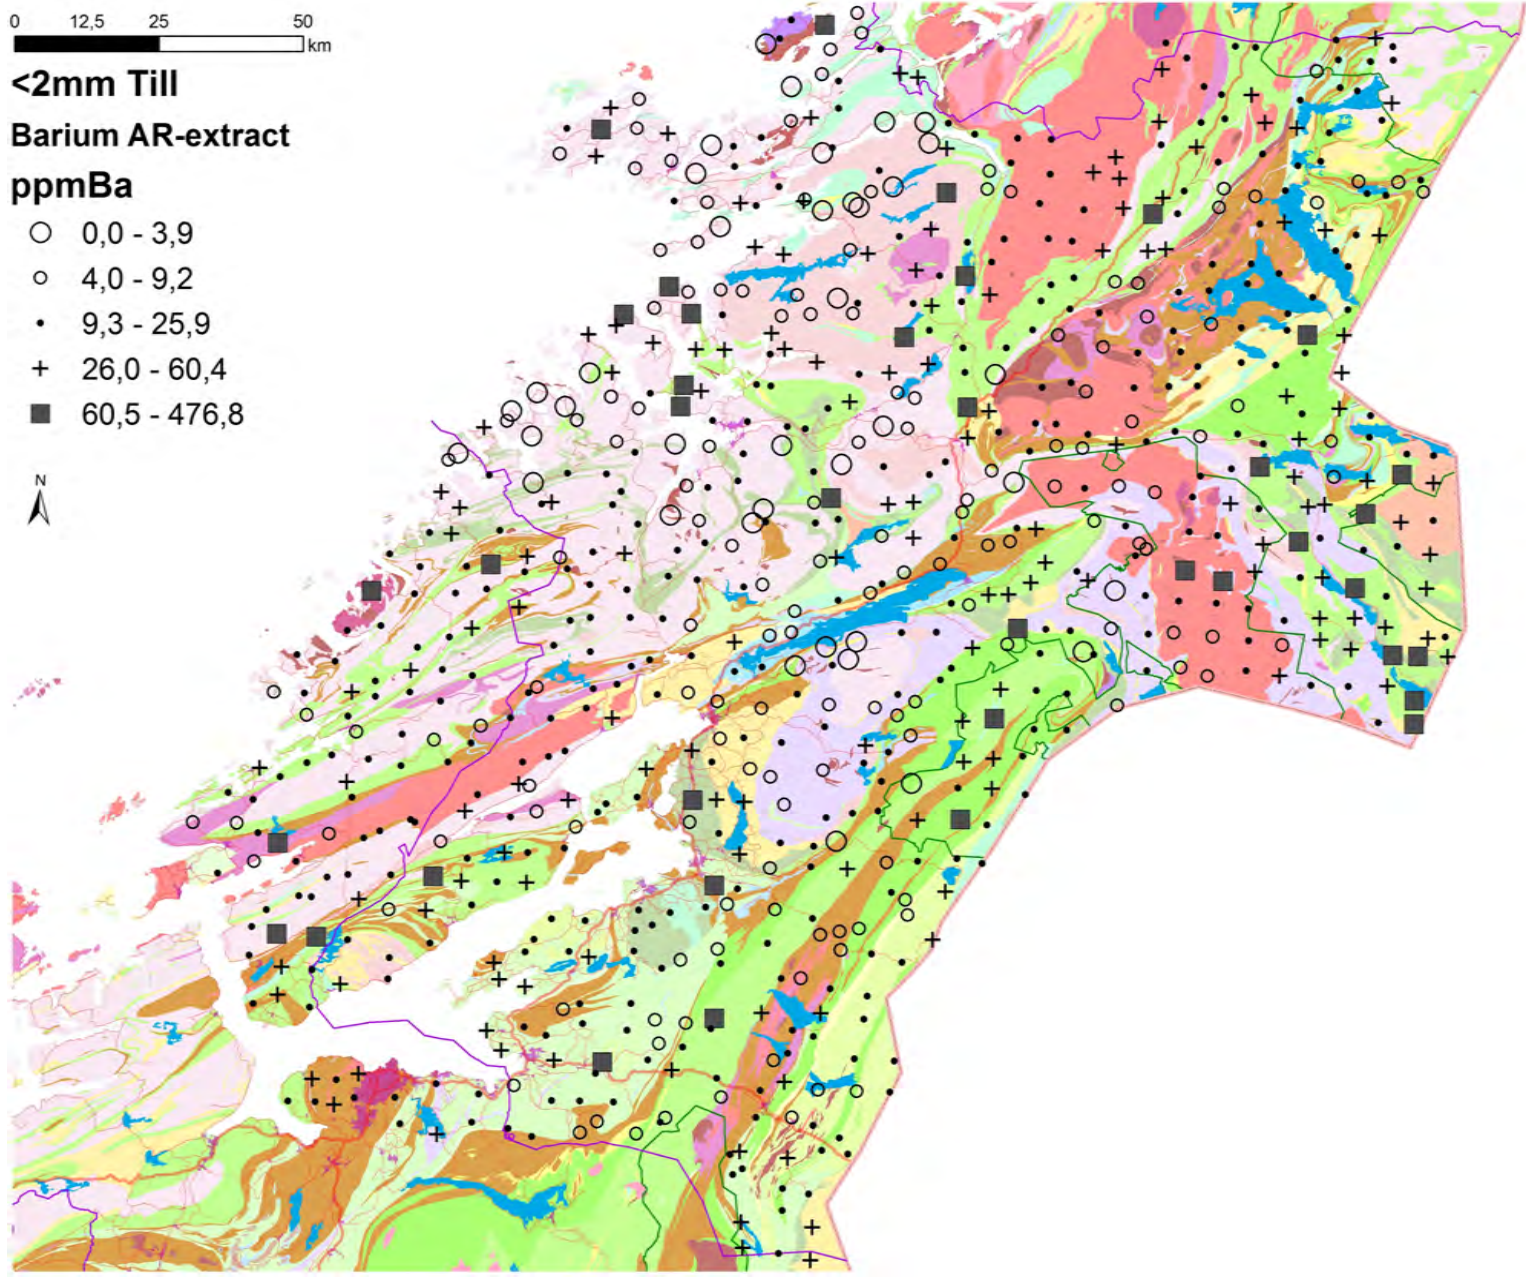 0 12,5 25 50
km
<2mm Till
Barium AR-extract
ppmBa
0,0 - 3,9
4,0 - 9,2
9,3 - 25,9
26,0 - 60,4
60,5 - 476,8
N